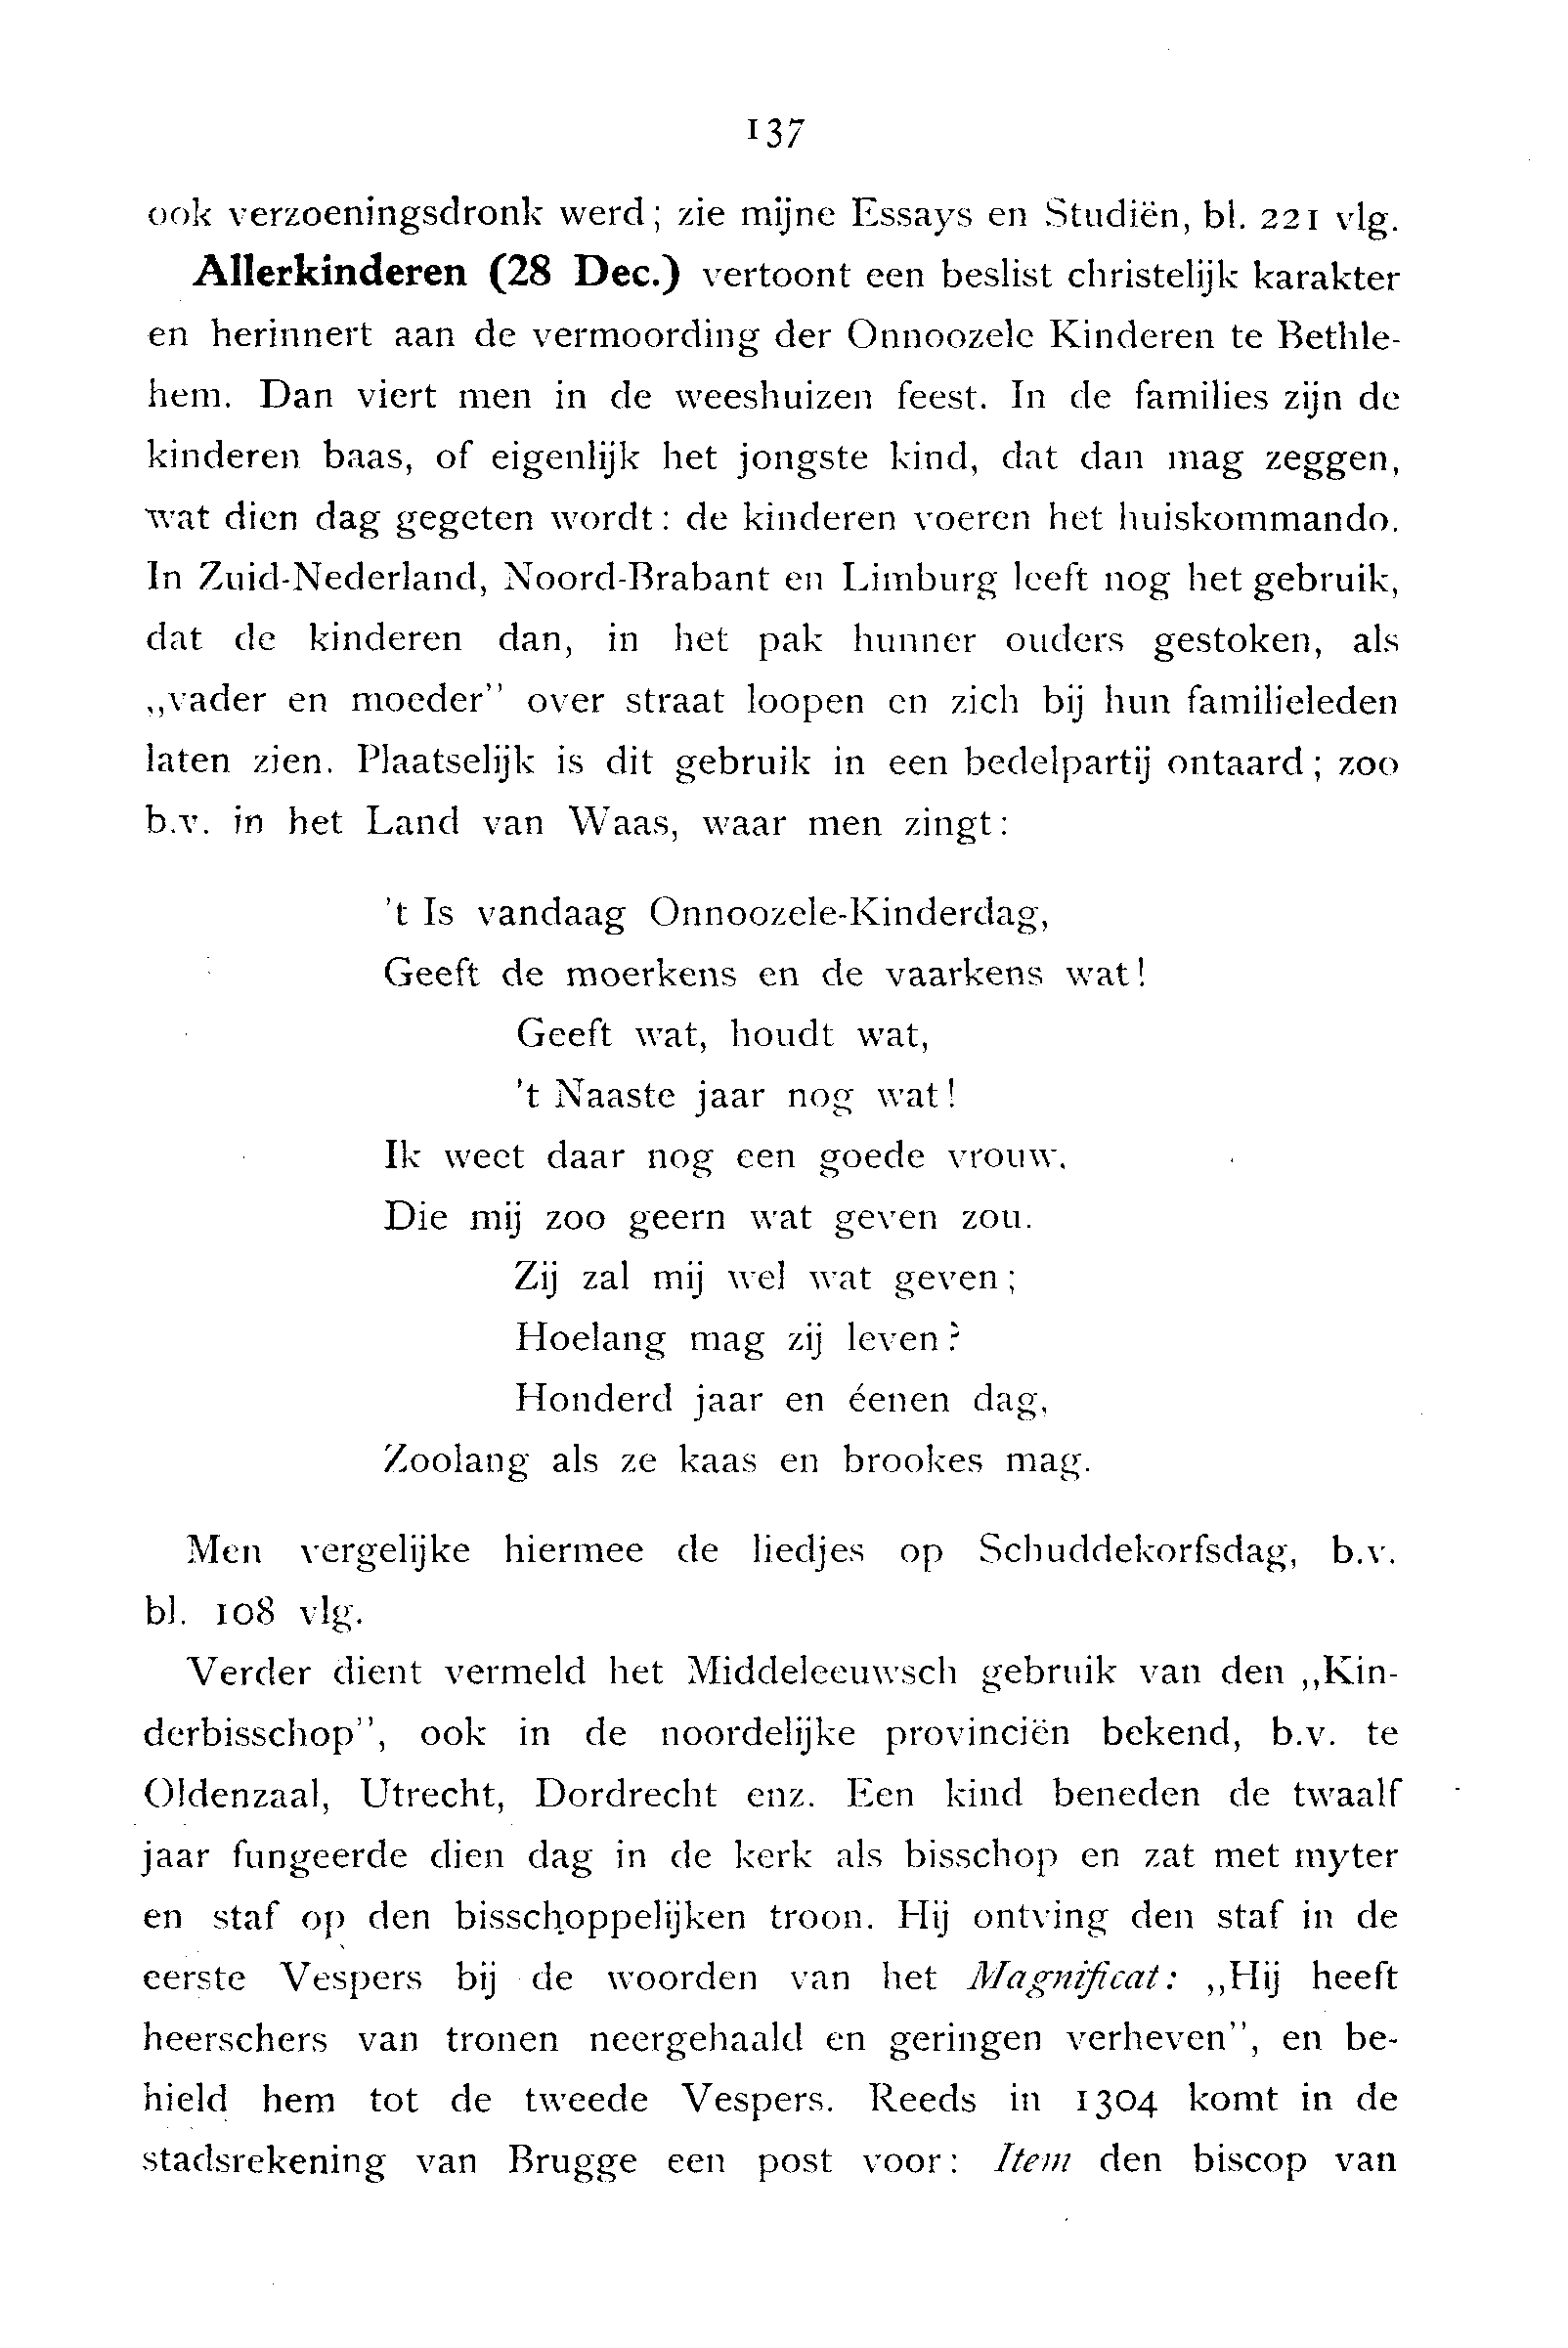 137
ook verzoeningsdronk werd; zie mijne Essays en Studiën, bl. 221 vlg.
Allerkinderen (28 Dec.) vertoont een beslist christelijk karakter
en herinnert aan de vermoording der Onnoozele Kinderen te Bethle-
hem. Dan viert men in de weeshuizen feest. In de families zijn de
kinderen baas, of eigenlijk het jongste kind, dat dan mag zeggen,
wat dien dag gegeten wordt: de kinderen voeren het huiskommando.
In Zuid-Nederland, Noord-Brabant en Limburg leeft nog het gebruik,
dat de kinderen dan, in het pak hunner ouders gestoken, als
„vader en moeder” over straat loopen en zich bij hun familieleden
laten zien. Plaatselijk is dit gebruik in een bedelpartij ontaard; zoo
b.v. in het Land van Waas, waar men zingt:
't Is vandaag Onnoozele-Kinderdag,
Geeft de moerkens en de vaarkens wat!
Geeft wat, houdt wat,
't Naaste jaar nog wat!
Ik weet daar nog een goede vrouw.
Die mij zoo geern wat geven zou.
Zij zal mij wel wat geven;
Hoelang mag zij leven?
Honderd jaar en éenen dag,
Zoolang als ze kaas en brookes mag.
Men vergelijke hiermee de liedjes op Schuddekorfsdag, b.v.
bl. 108 vlg.
Verder dient vermeld het Middeleeuwsch gebruik van den „Kin-
derbisschop”, ook in de noordelijke provinciën bekend, b.v. te
Oldenzaal, Utrecht, Dordrecht enz. Een kind beneden de twaalf
jaar fungeerde dien dag in de kerk als bisschop en zat met myter
en staf op den bisschoppelijken troon. Hij ontving den staf in de
eerste Vespers bij de woorden van het Magnificat: „Hij heeft
heerschers van tronen neergehaald en geringen verheven”, en be-
hield hem tot de tweede Vespers. Reeds in 1304 komt in de
stadsrekening van Brugge een post voor: Item den biscop van